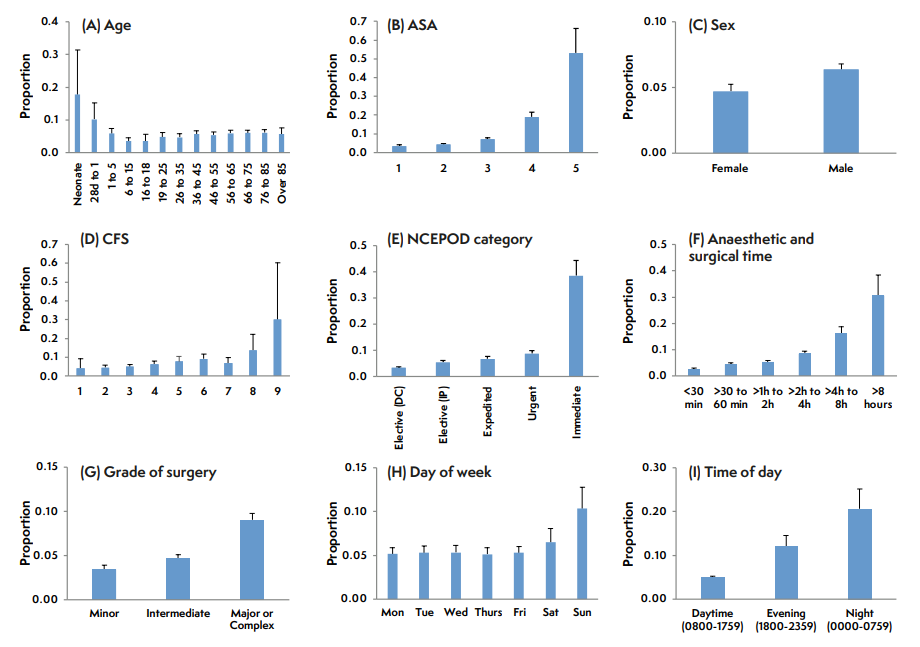 (A) Age
Proportion
0.4
0.3
0.2
0.1
0.0
Neonate
28d to 1
1 to 5
6 to 15
16 to 18
19 to 25
26 to 35
36 to 45
46 to 55
56 to 65
66 to 75
76 to 85
Over 85
(B) ASA
Proportion
0.7
0.6
0.5
0.4
0.3
0.2
0.1
0.0
1 2 3 4 5
(C) Sex
Proportion
0.10
0.05
0.00
Female Male
(D) CFS
Proportion
0.7
0.6
0.5
0.4
0.3
0.2
0.1
0.0
1 2 3 4 5 6 7 8 9
(E) NCEPOD category
Proportion
0.5
0.4
0.3
0.2
0.1
0.0
Elective (DC)
Elective (IP)
Expedited
Urgent
Immediate
(F) Anaesthetic and
surgical time
Proportion
0.5
0.4
0.3
0.2
0.1
0.0
<30 >30 to >1h to >2h to >4h to >8
min 60 min 2h 4h 8h hours
(G) Grade of surgery
Proportion
0.15
0.10
0.05
0.00
Minor Intermediate Major or
Complex
(H) Day of week
Proportion
0.15
0.10
0.05
0.00
Mon Tue Wed Thurs Fri Sat Sun
(I) Time of day
Proportion
0.30
0.20
0.10
0.00
Daytime Evening Night
(0800-1759) (1800-2359) (0000-0759)